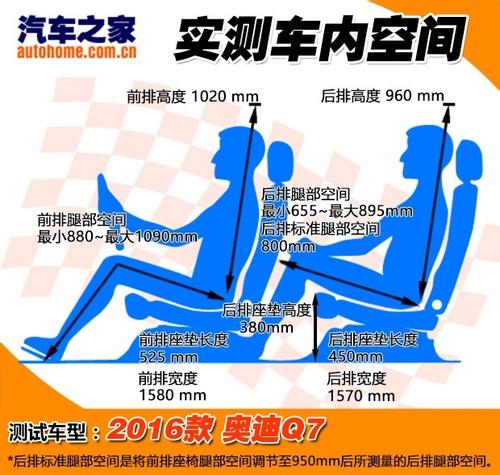 汽车之家
autohome.com.cn
实测车内空间
前排高度 1020 mm
后排高度 960 mm
前排腿部空间
最小880~最大1090mm
后排腿部空间
最小655~最大895mm
后排标准腿部空间
800mm
后排座垫高度
380mm
前排座垫长度
525 mm
后排座垫长度
450mm
前排宽度
1580 mm
后排宽度
1570 mm
测试车型：2016款 奥迪Q7
*后排标准腿部空间是将前排座椅腿部空间调节至950mm后所测量的后排腿部空间。